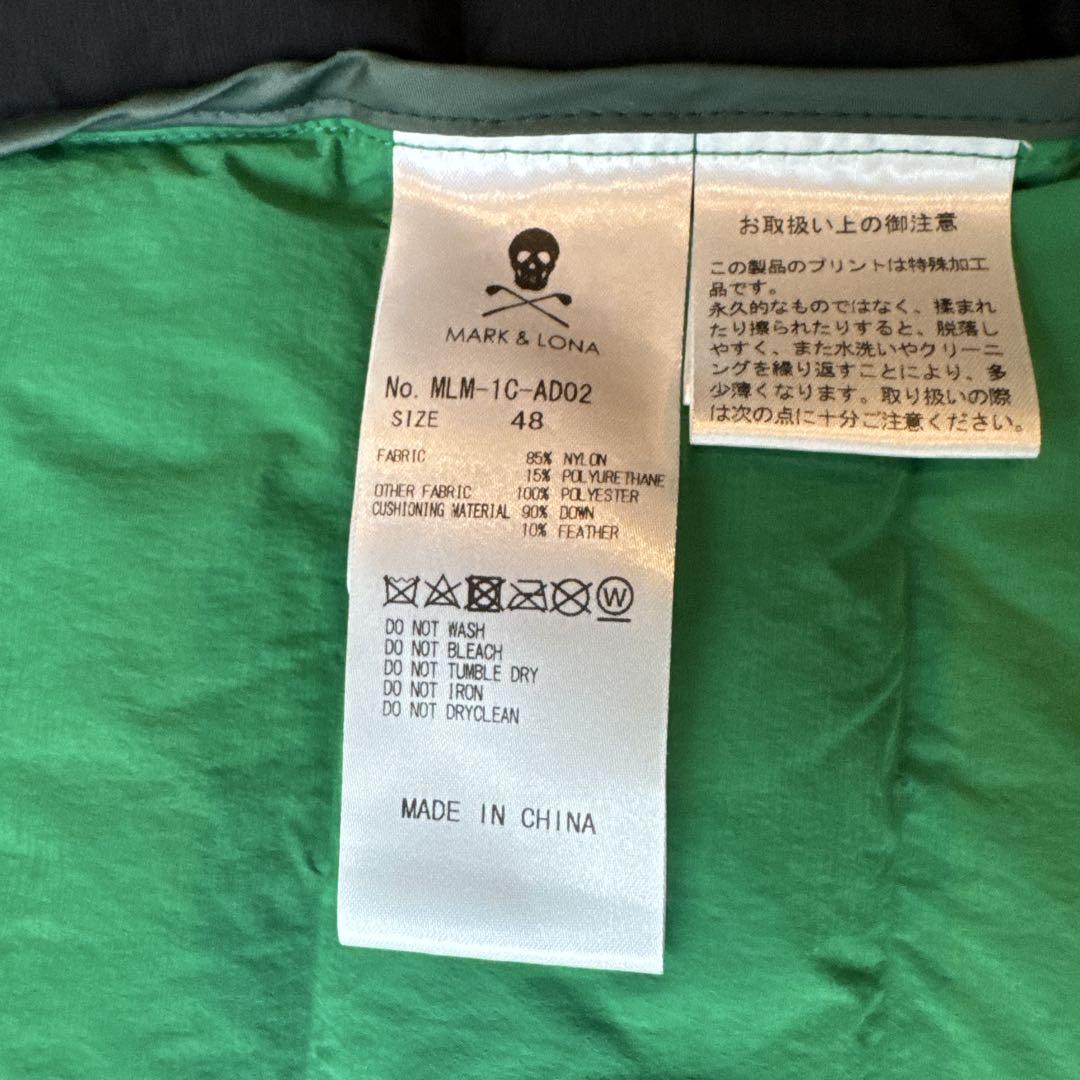 MARK & LONA
No. MLM-1C-AD02
SIZE 48
FABRIC 85% NYLON
15% POLYURETHANE
OTHER FABRIC 100% POLYESTER
CUSHIONING MATERIAL 90% DOWN
10% FEATHER
W
DO NOT WASH
DO NOT BLEACH
DO NOT TUMBLE DRY
DO NOT IRON
DO NOT DRYCLEAN
MADE IN CHINA
お取扱い上の御注意
この製品のプリントは特殊加工
品です。
永久的なものではなく、揉まれ
たり擦られたりすると、脱落し
やすく、また水洗いやクリーニ
ングを繰り返すことにより、多
少薄くなります。取り扱いの際
は次の点に十分ご注意ください。